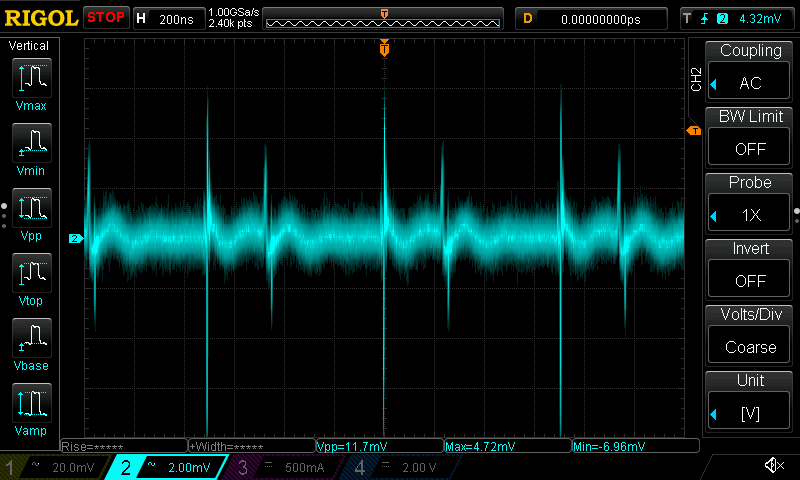 RIGOL STOP H 200ns 1.00GSa/s 2.40k pts T D 0.00000000ps T 2 4.32mV
Vertical
Vmax
Vmin
Vpp
Vtop
Vbase
Vamp
T
T
2
CH2
Coupling
AC
BW Limit
OFF
Probe
1X
Invert
OFF
Volts/Div
Coarse
Unit
[V]
Rise=***** +Width=***** Vpp=11.7mV Max=4.72mV Min=-6.96mV
1 20.0mV 2 2.00mV 3 500mA 4 2.00 V